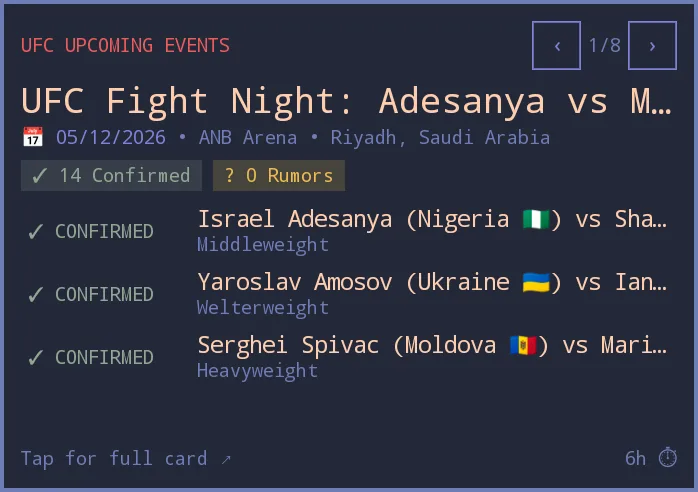 UFC UPCOMING EVENTS
‹ 1/8 ›
UFC Fight Night: Adesanya vs M…
📅 05/12/2026 • ANB Arena • Riyadh, Saudi Arabia
✓ 14 Confirmed ? 0 Rumors
✓ CONFIRMED Israel Adesanya (Nigeria 🇳🇬) vs Sha…
Middleweight
✓ CONFIRMED Yaroslav Amosov (Ukraine 🇺🇦) vs Ian…
Welterweight
✓ CONFIRMED Serghei Spivac (Moldova 🇲🇩) vs Mari…
Heavyweight
Tap for full card ↗ 6h ⏱